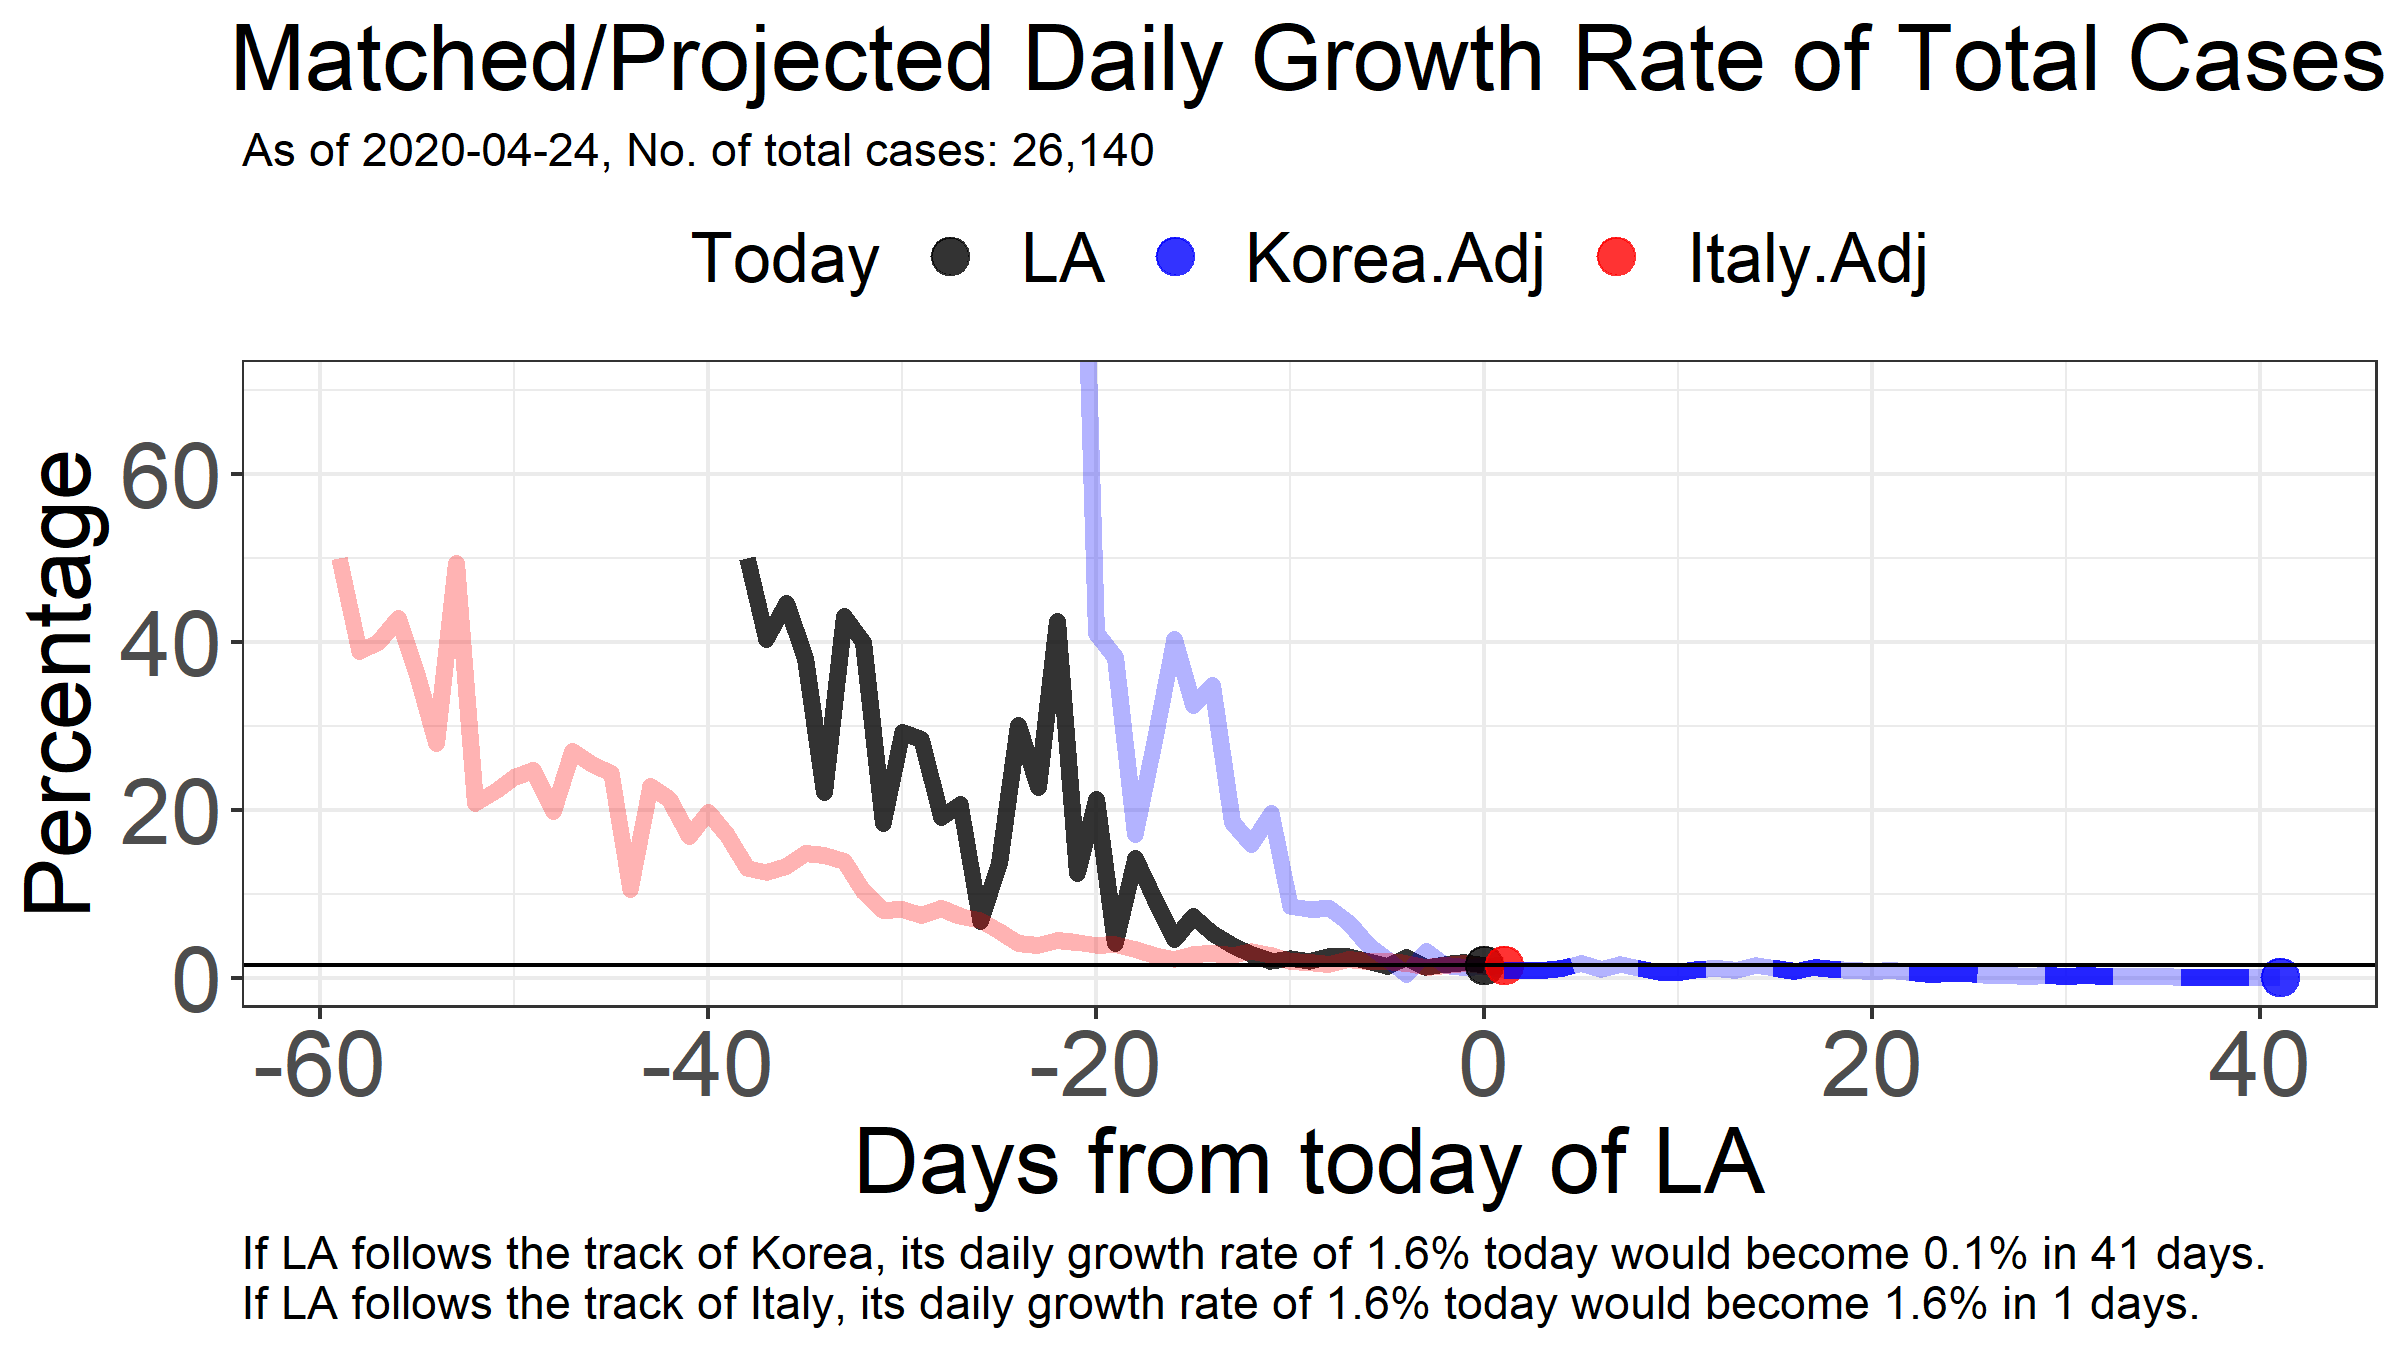 Matched/Projected Daily Growth Rate of Total Cases
As of 2020-04-24, No. of total cases: 26,140
Today LA Korea.Adj Italy.Adj
Percentage
60
40
20
0
-60 -40 -20 0 20 40
Days from today of LA
If LA follows the track of Korea, its daily growth rate of 1.6% today would become 0.1% in 41 days.
If LA follows the track of Italy, its daily growth rate of 1.6% today would become 1.6% in 1 days.